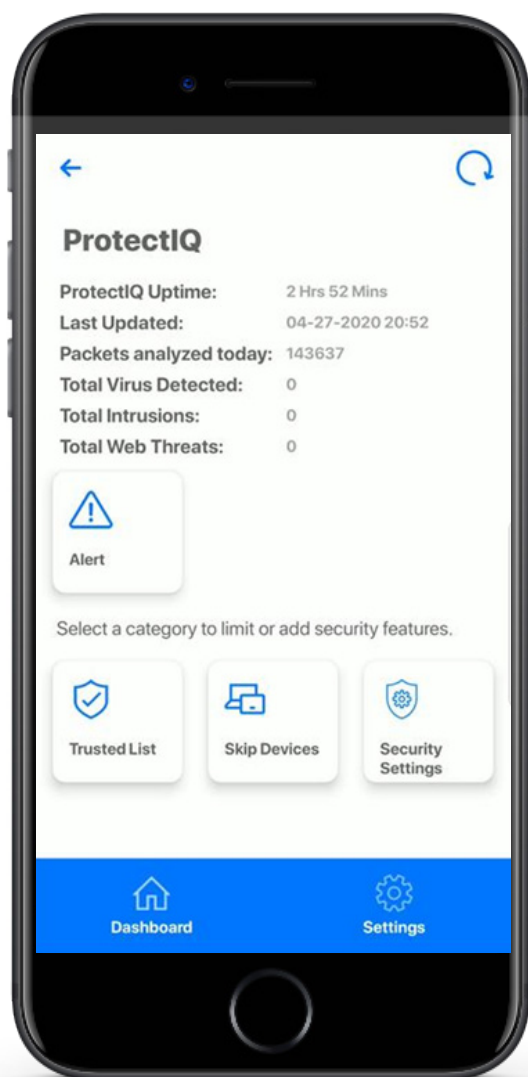 ProtectIQ
ProtectIQ Uptime: 2 Hrs 52 Mins
Last Updated: 04-27-2020 20:52
Packets analyzed today: 143637
Total Virus Detected: 0
Total Intrusions: 0
Total Web Threats: 0
Alert
Select a category to limit or add security features.
Trusted List
Skip Devices
Security
Settings
Dashboard
Settings